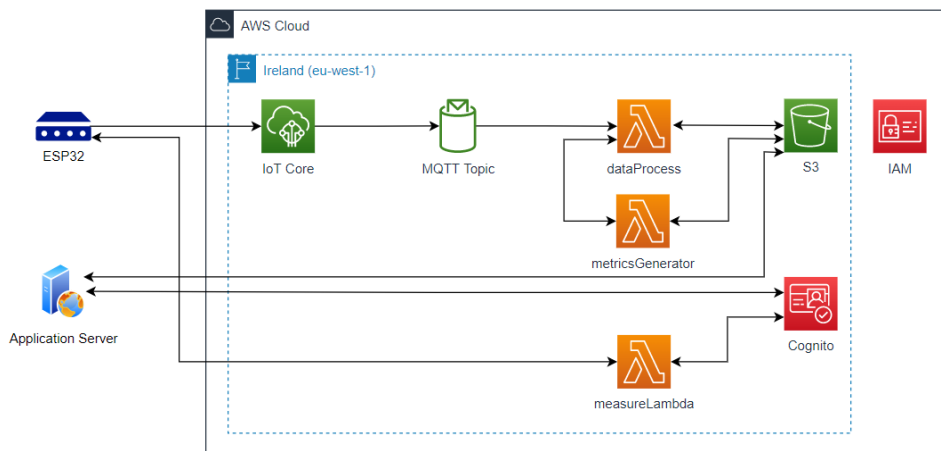 AWS Cloud
Ireland (eu-west-1)
ESP32
IoT Core
MQTT Topic
dataProcess
S3
IAM
metricsGenerator
Application Server
Cognito
measureLambda